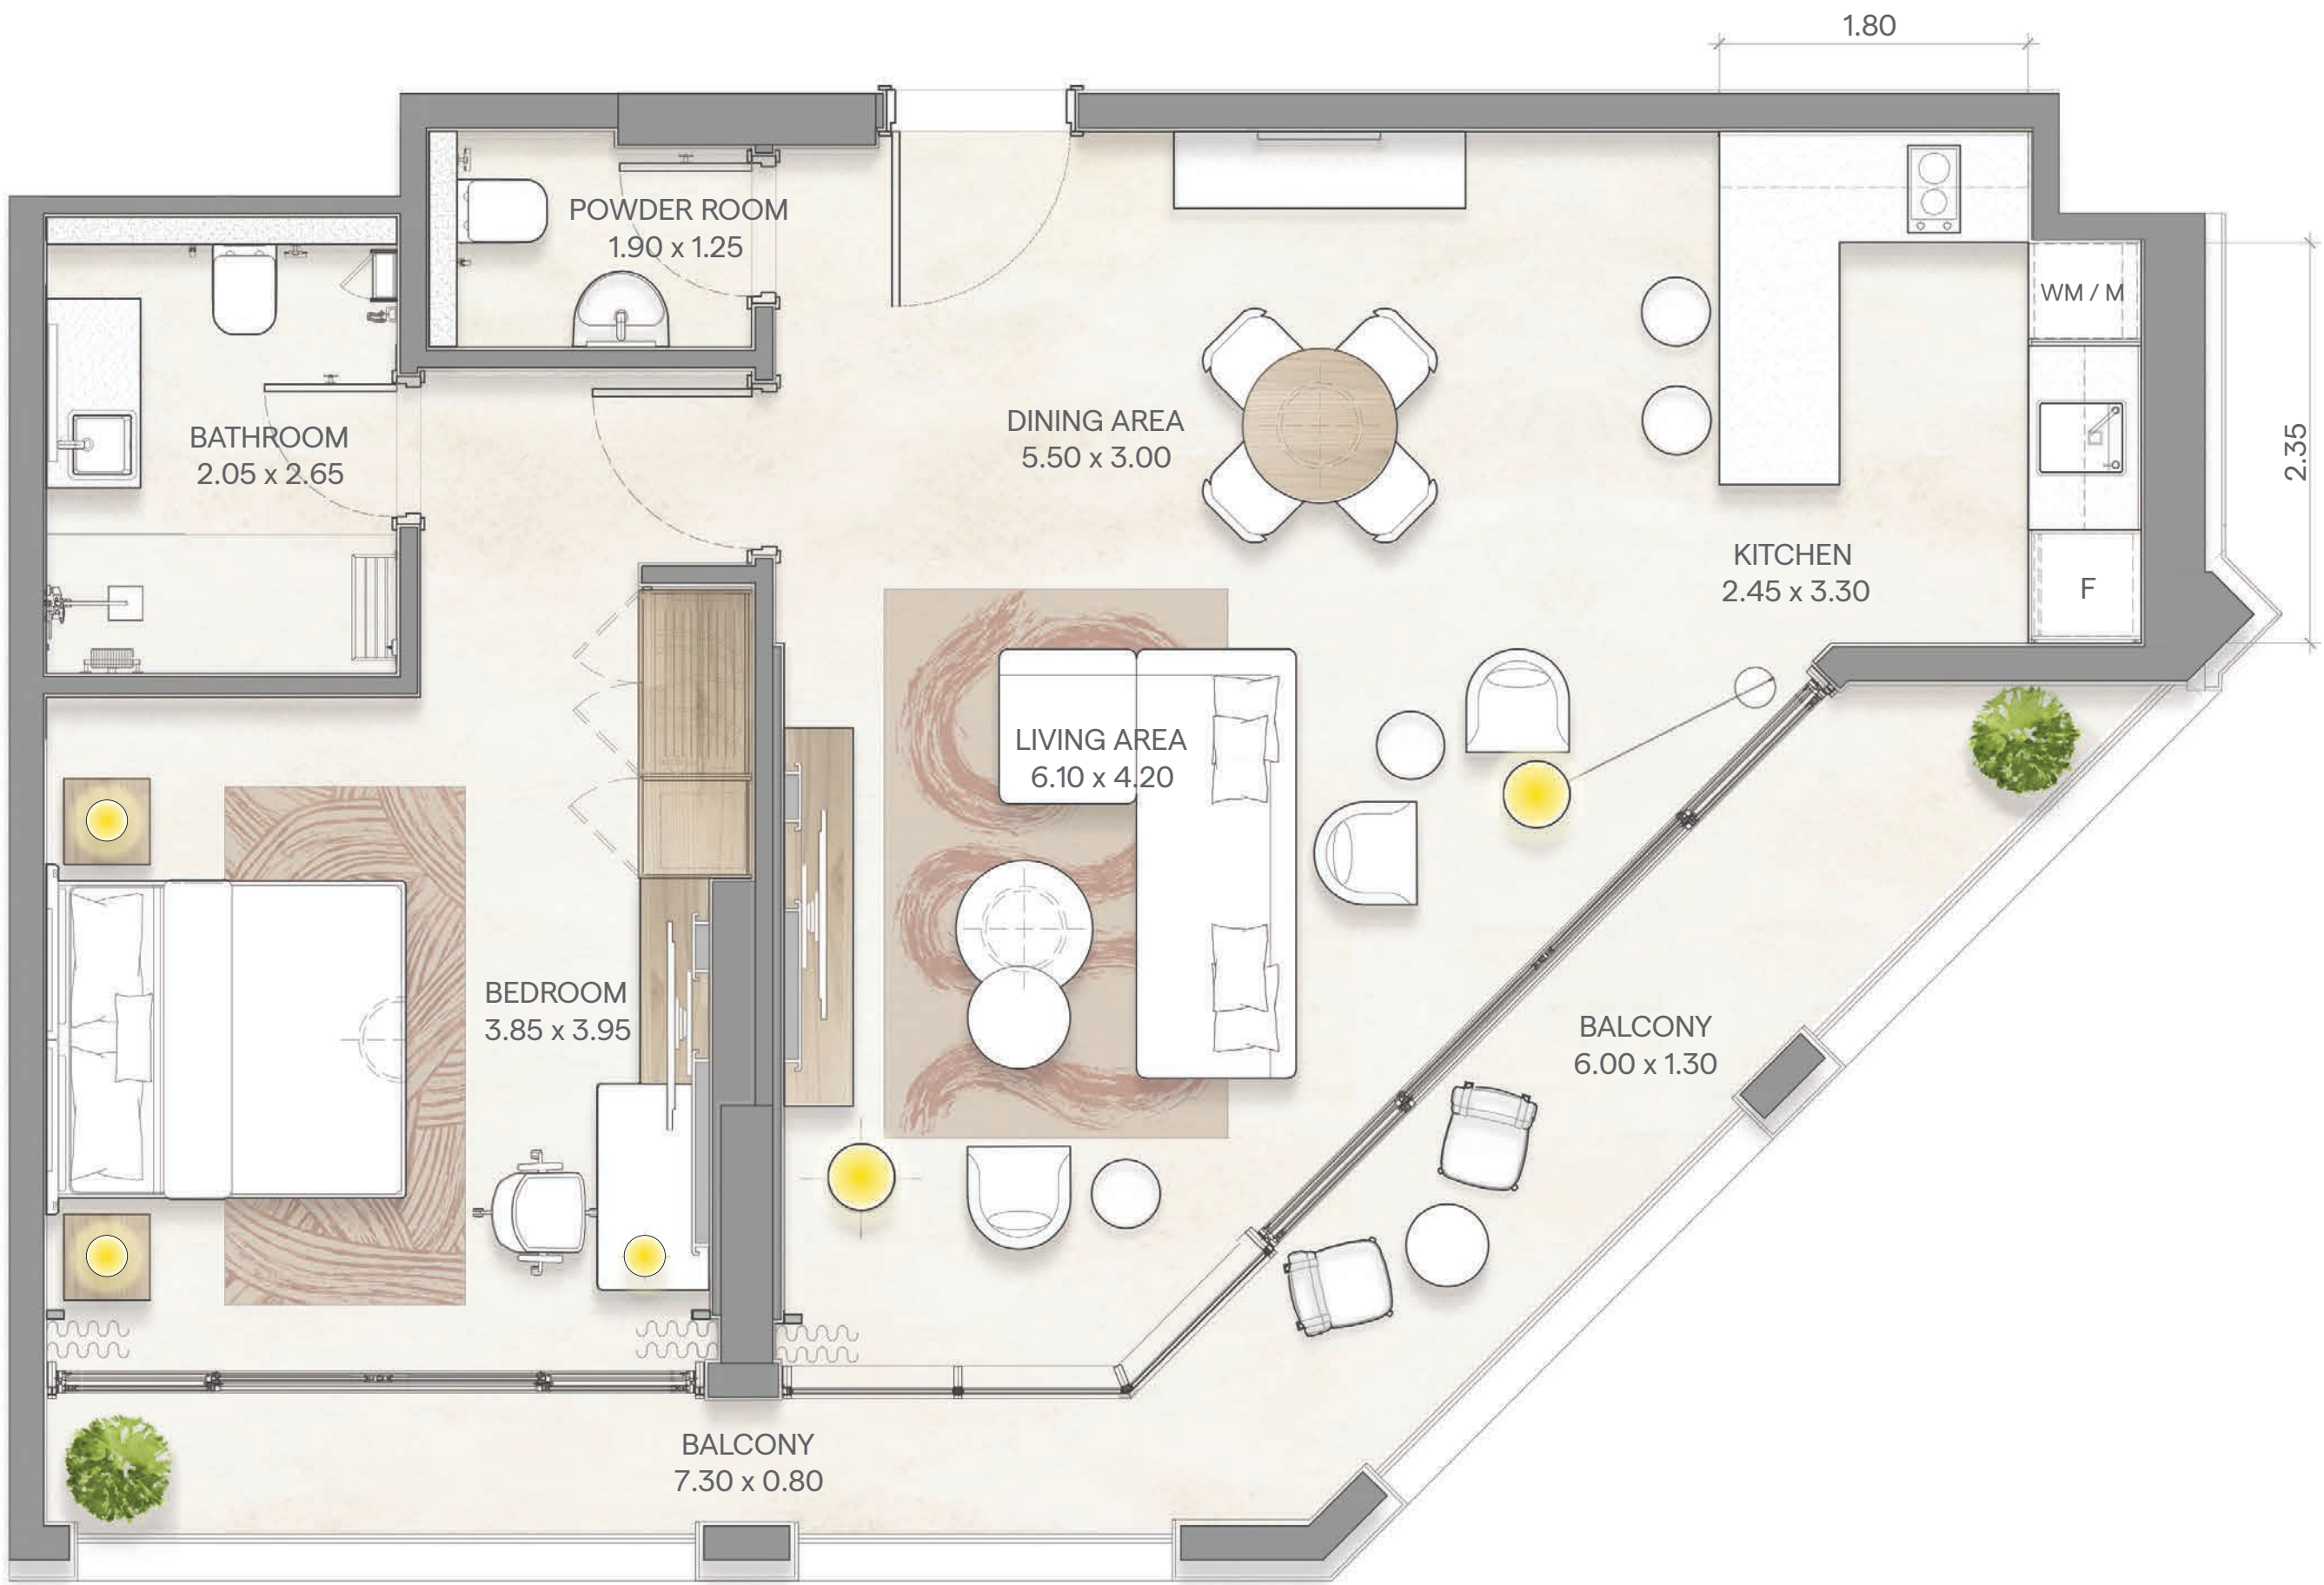 1.80
POWDER ROOM
1.90 x 1.25
WM / M
BATHROOM
2.05 x 2.65
DINING AREA
5.50 x 3.00
2.35
KITCHEN
2.45 x 3.30
F
LIVING AREA
6.10 x 4.20
BEDROOM
3.85 x 3.95
BALCONY
6.00 x 1.30
BALCONY
7.30 x 0.80